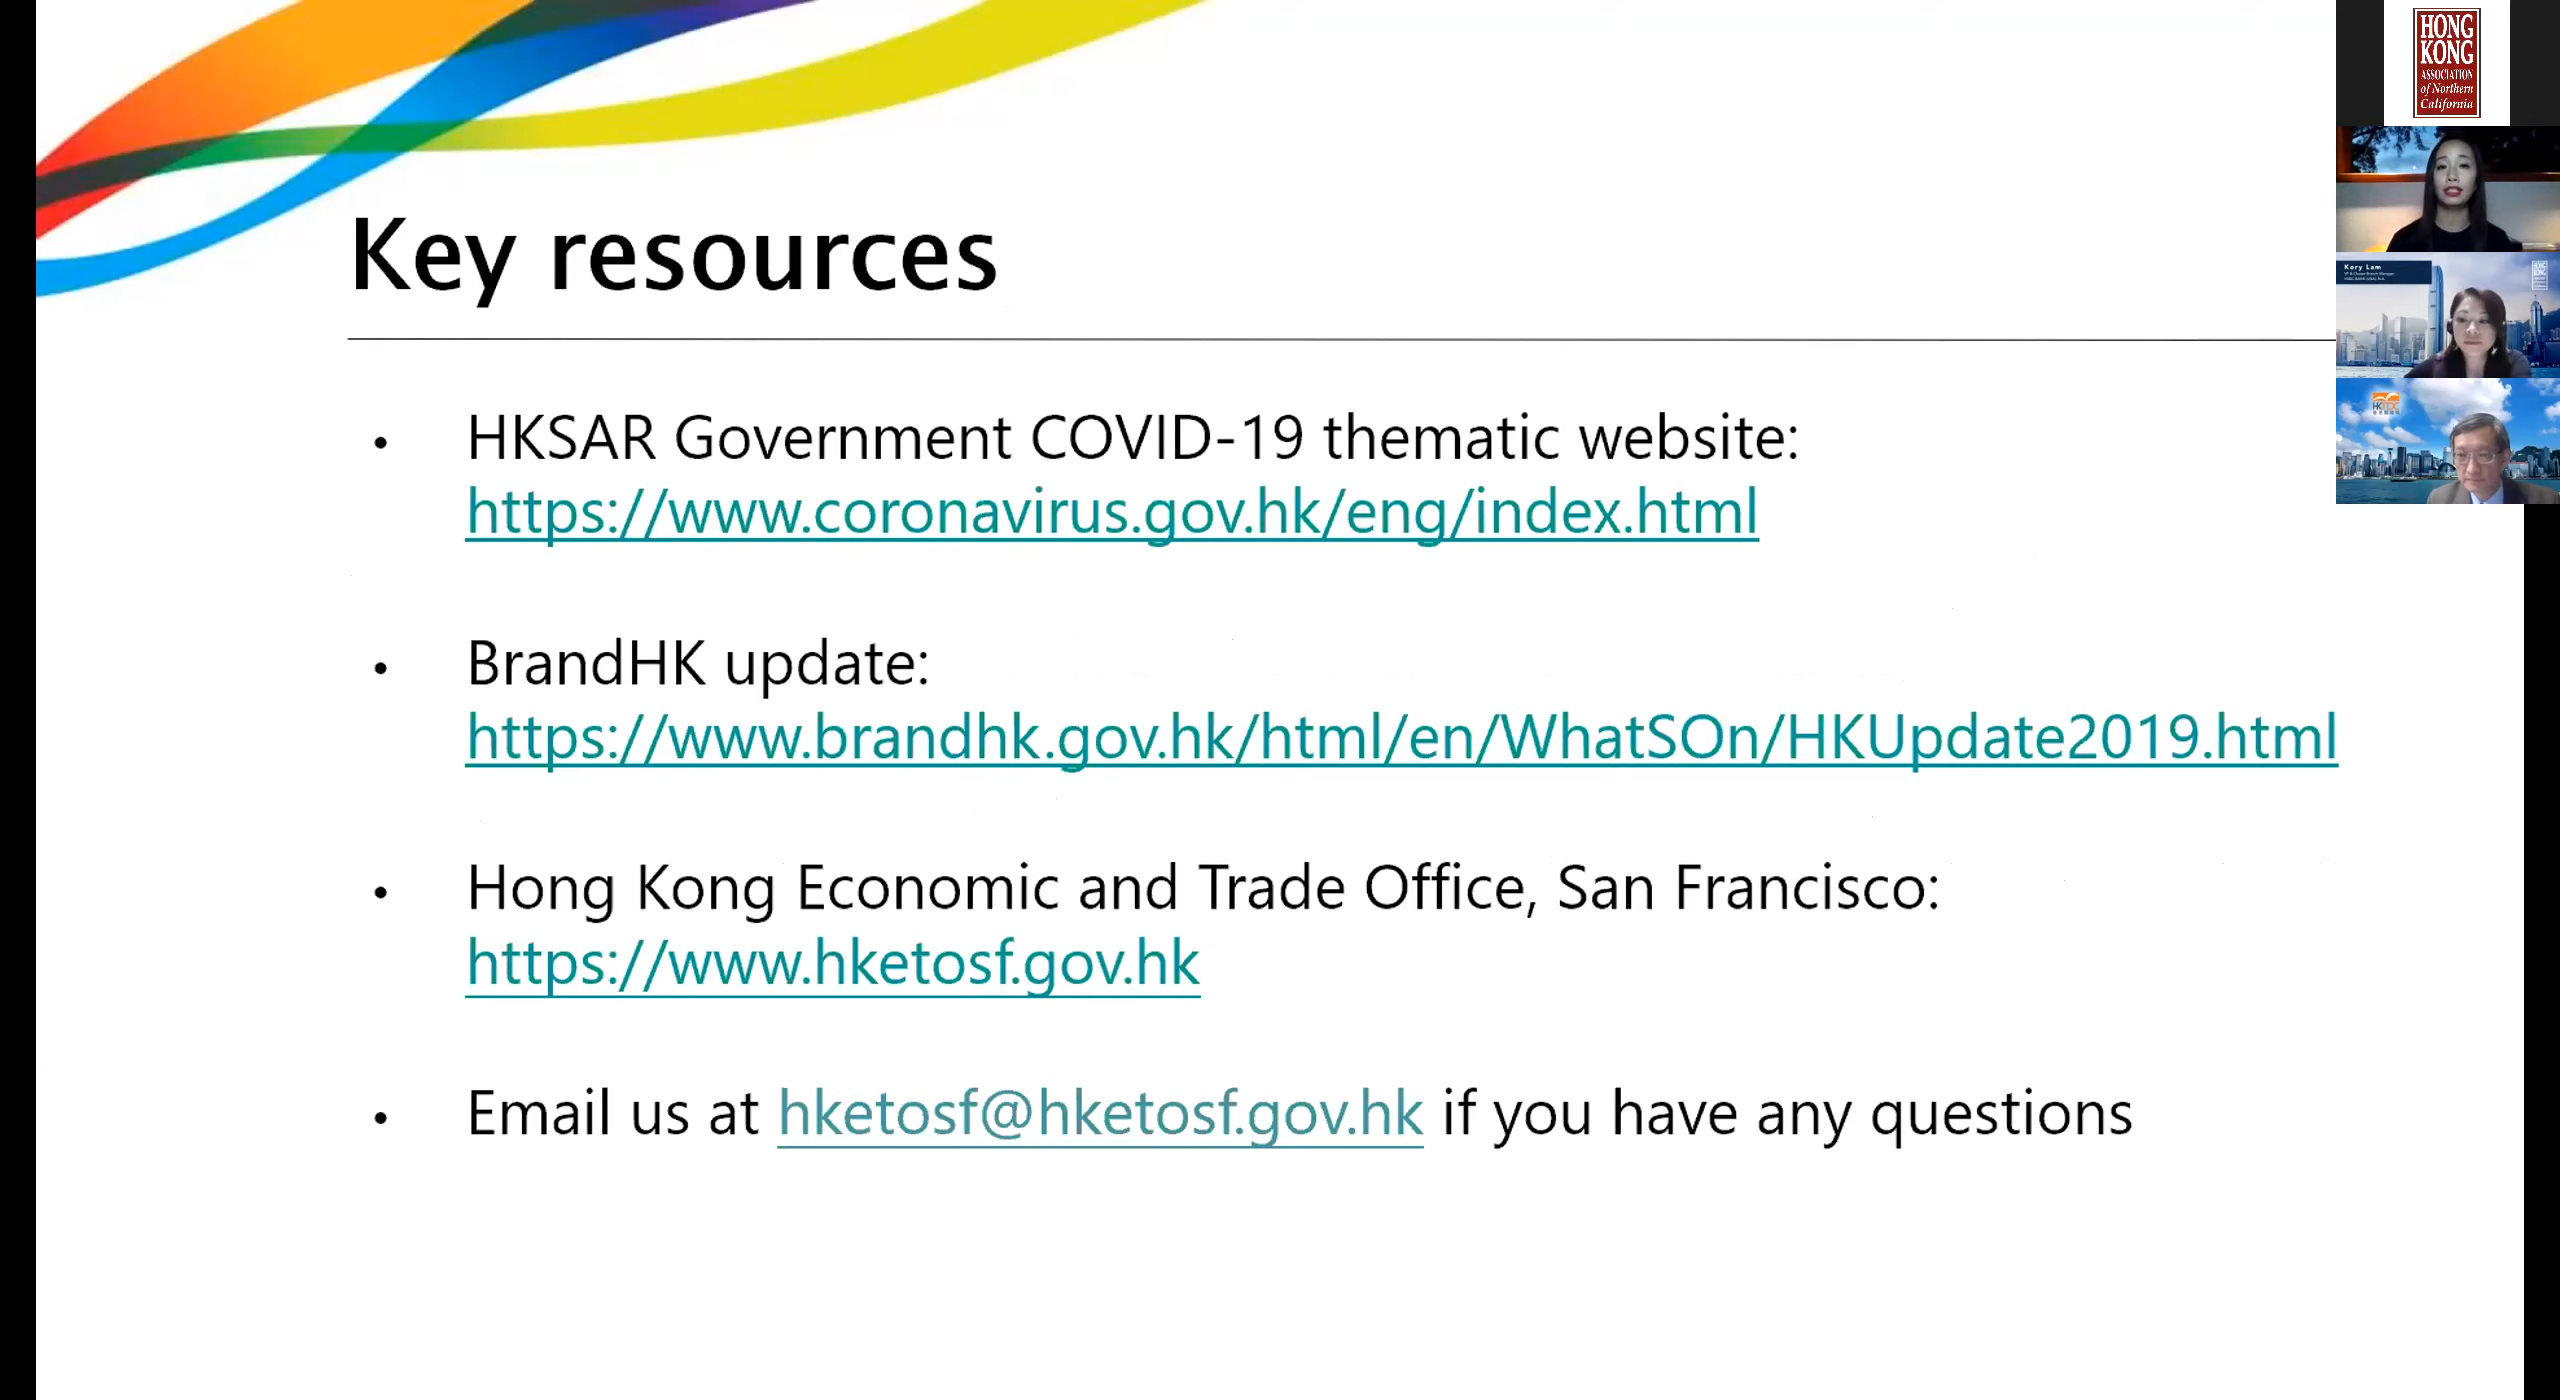 Key resources
• HKSAR Government COVID-19 thematic website:
https://www.coronavirus.gov.hk/eng/index.html
• BrandHK update:
https://www.brandhk.gov.hk/html/en/WhatSOn/HKUpdate2019.html
• Hong Kong Economic and Trade Office, San Francisco:
https://www.hketosf.gov.hk
• Email us at hketosf@hketosf.gov.hk if you have any questions
HONG
KONG
ASSOCIATION
of Northern
California
Kery Lam